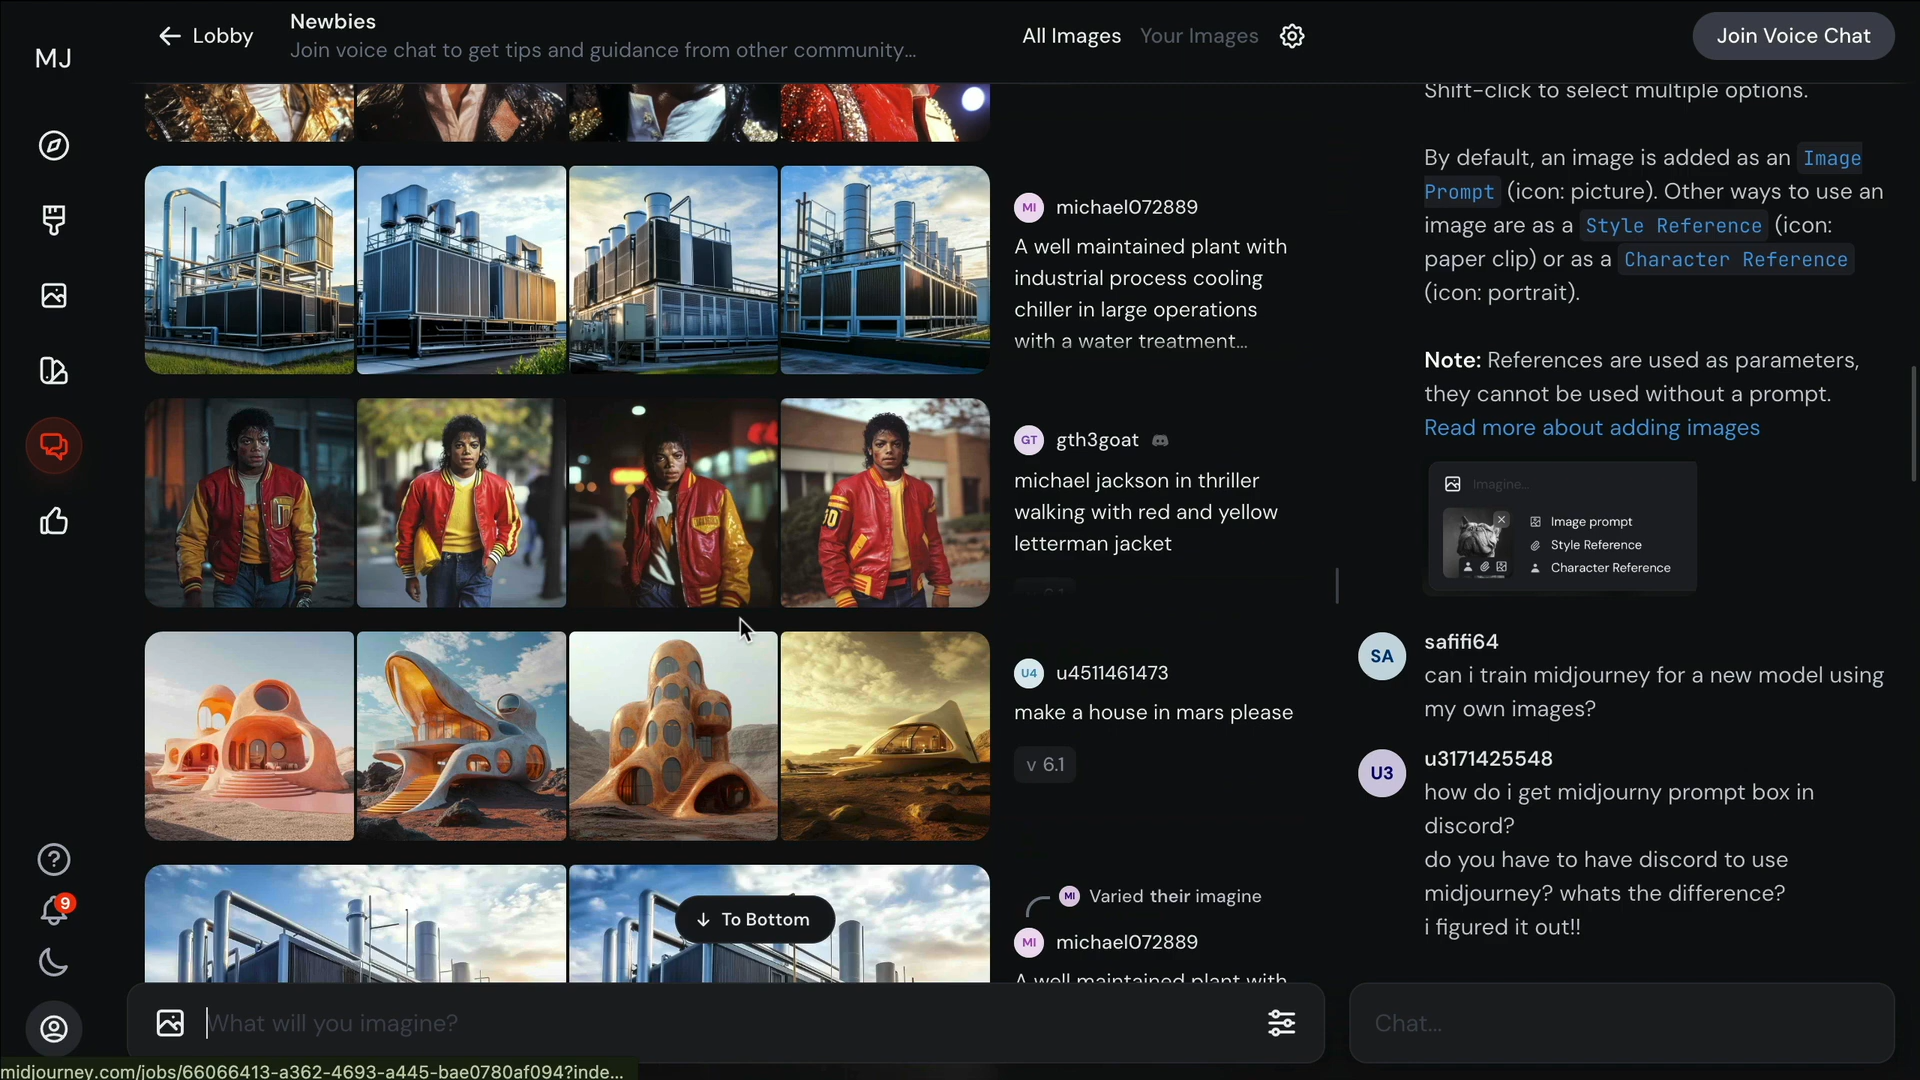 MJ
Lobby
Newbies
Join voice chat to get tips and guidance from other community...
All Images
Your Images
Join Voice Chat
michael072889
MI
A well maintained plant with
industrial process cooling
chiller in large operations
with a water treatment...
GT
gth3goat
michael jackson in thriller
walking with red and yellow
letterman jacket
U4
u4511461473
make a house in mars please
v 6.1
MI
Varied their imagine
MI
michael072889
A well maintained plant with
To Bottom
What will you imagine?
9
midjourney.com/jobs/66066413-a362-4693-a445-bae0780af094?inde...
Shift-click to select multiple options.
By default, an image is added as an Image
Prompt (icon: picture). Other ways to use an
image are as a Style Reference (icon:
paper clip) or as a Character Reference
(icon: portrait).
Note: References are used as parameters,
they cannot be used without a prompt.
Read more about adding images
Imagine...
Image prompt
Style Reference
Character Reference
SA
safifi64
can i train midjourney for a new model using
my own images?
U3
u3171425548
how do i get midjourny prompt box in
discord?
do you have to have discord to use
midjourney? whats the difference?
i figured it out!!
Chat...